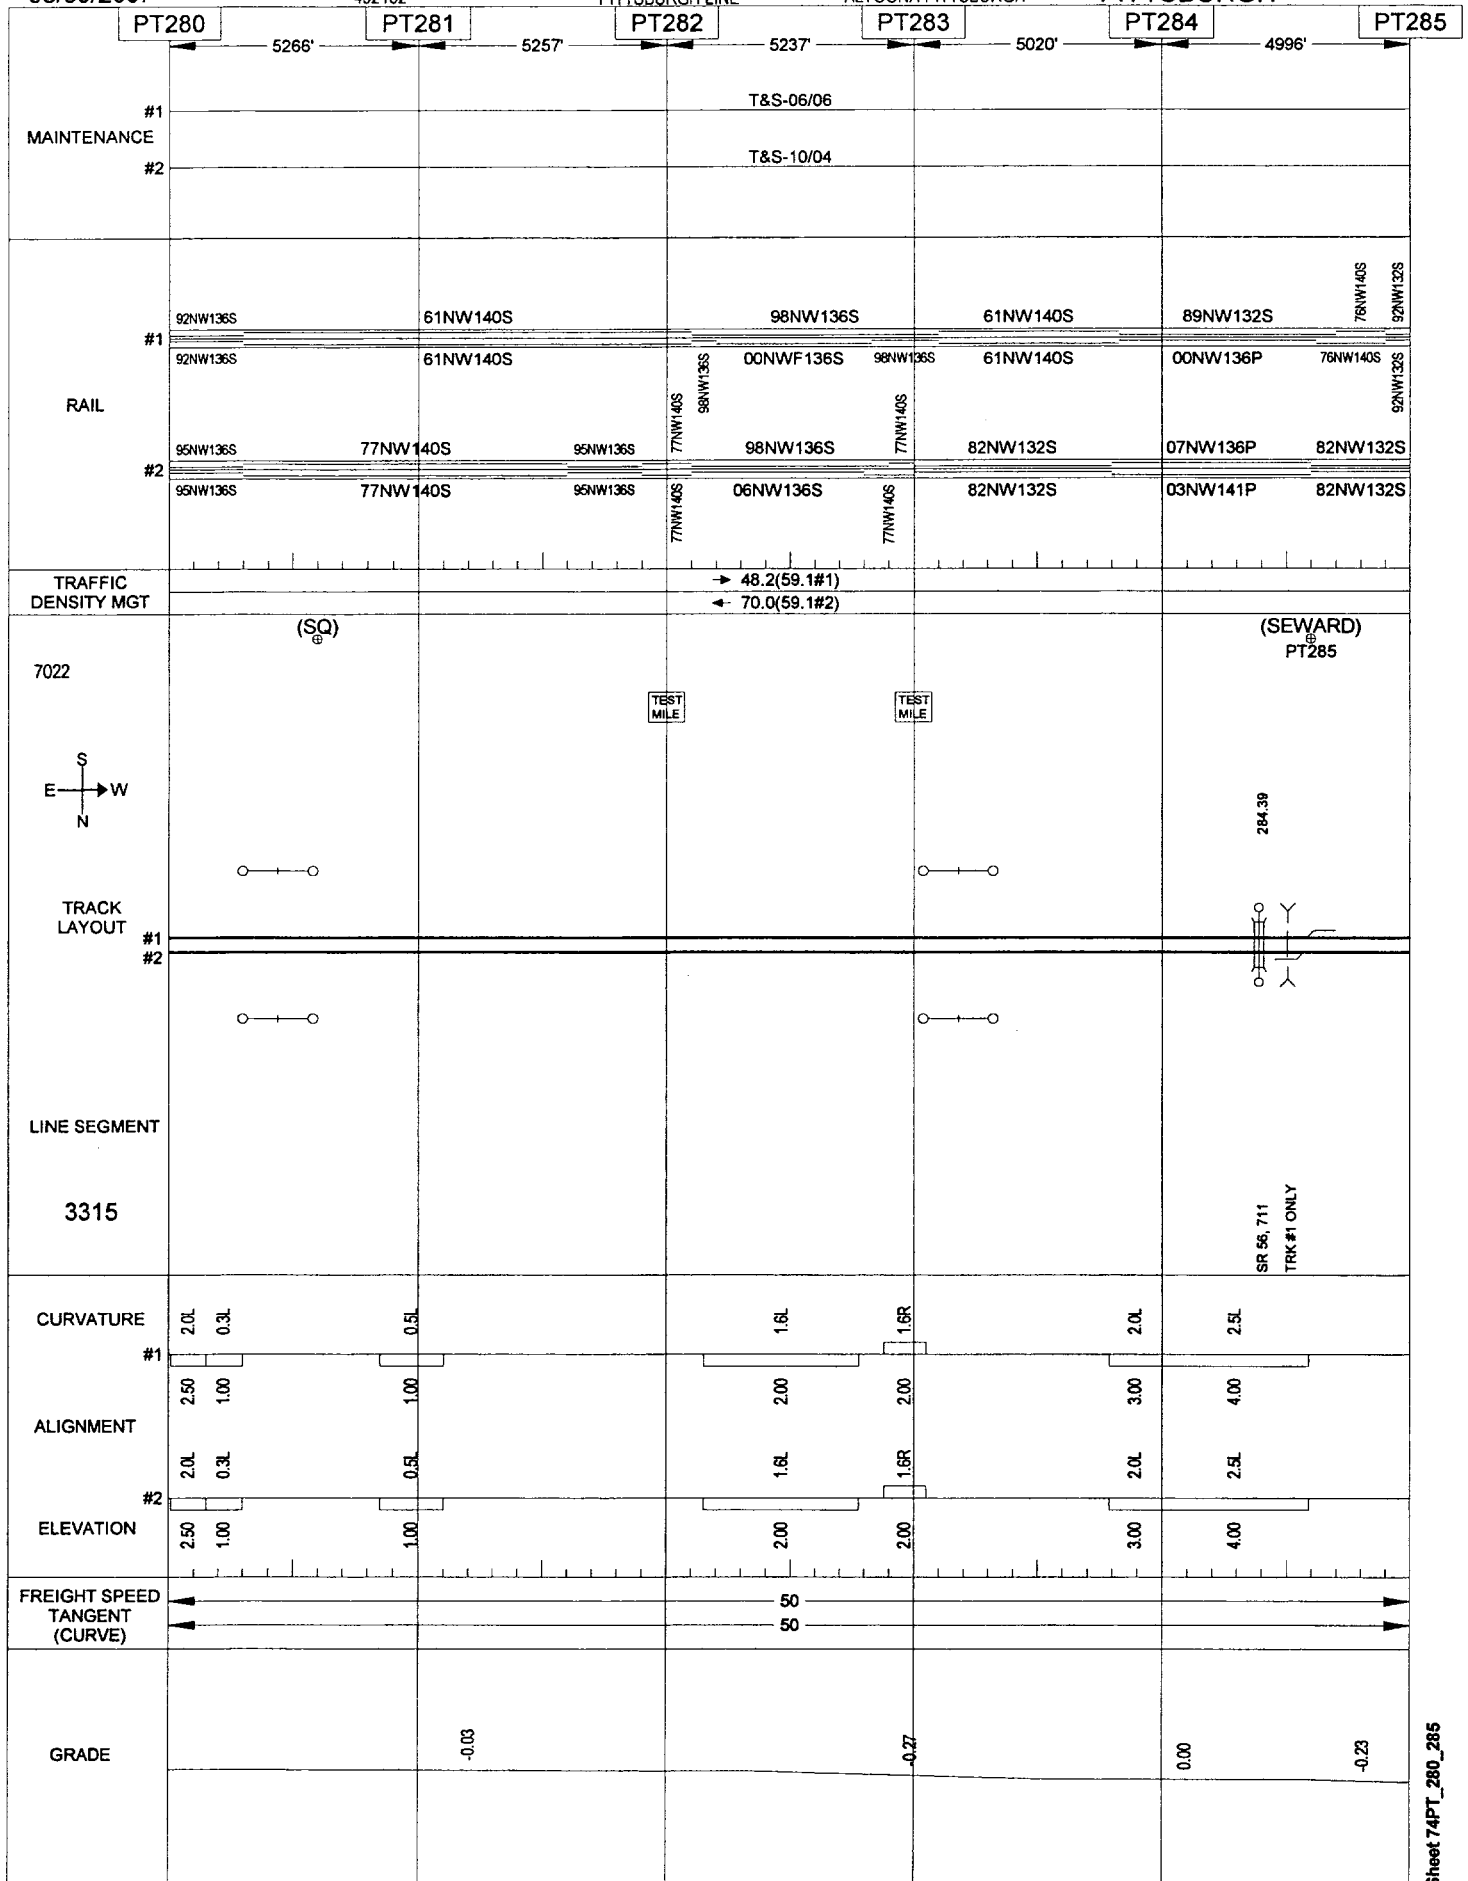 PT280 PT281 PT282 PT283 PT284 PT285
5266' 5257' 5237' 5020' 4996'
#1 T&S-06/06
MAINTENANCE
#2 T&S-10/04
76NW140S 92NW132S
92NW136S 61NW140S 98NW136S 61NW140S 89NW132S
#1
92NW136S 61NW140S 98NW136S 00NWF136S 98NW136S 61NW140S 00NW136P 76NW140S 92NW132S
RAIL
77NW140S 77NW140S
95NW136S 77NW140S 95NW136S 98NW136S 82NW132S 07NW136P 82NW132S
#2
95NW136S 77NW140S 95NW136S 06NW136S 82NW132S 03NW141P 82NW132S
77NW140S 77NW140S
TRAFFIC
DENSITY MGT
48.2(59.1#1)
70.0(59.1#2)
(SQ) (SEWARD)
PT285
7022
TEST
MILE
TEST
MILE
S
E W
N
284.39
TRACK
LAYOUT
#1
#2
LINE SEGMENT
3315
SR 56, 711
TRK #1 ONLY
CURVATURE 2.0L 0.3L 0.5L 1.6L 1.6R 2.0L 2.5L
#1
2.50 1.00 1.00 2.00 2.00 3.00 4.00
ALIGNMENT
2.0L 0.3L 0.5L 1.6L 1.6R 2.0L 2.5L
#2
ELEVATION 2.50 1.00 1.00 2.00 2.00 3.00 4.00
FREIGHT SPEED
TANGENT
(CURVE)
50
50
GRADE -0.03 -0.27 0.00 -0.23
Sheet 74PT_280_285